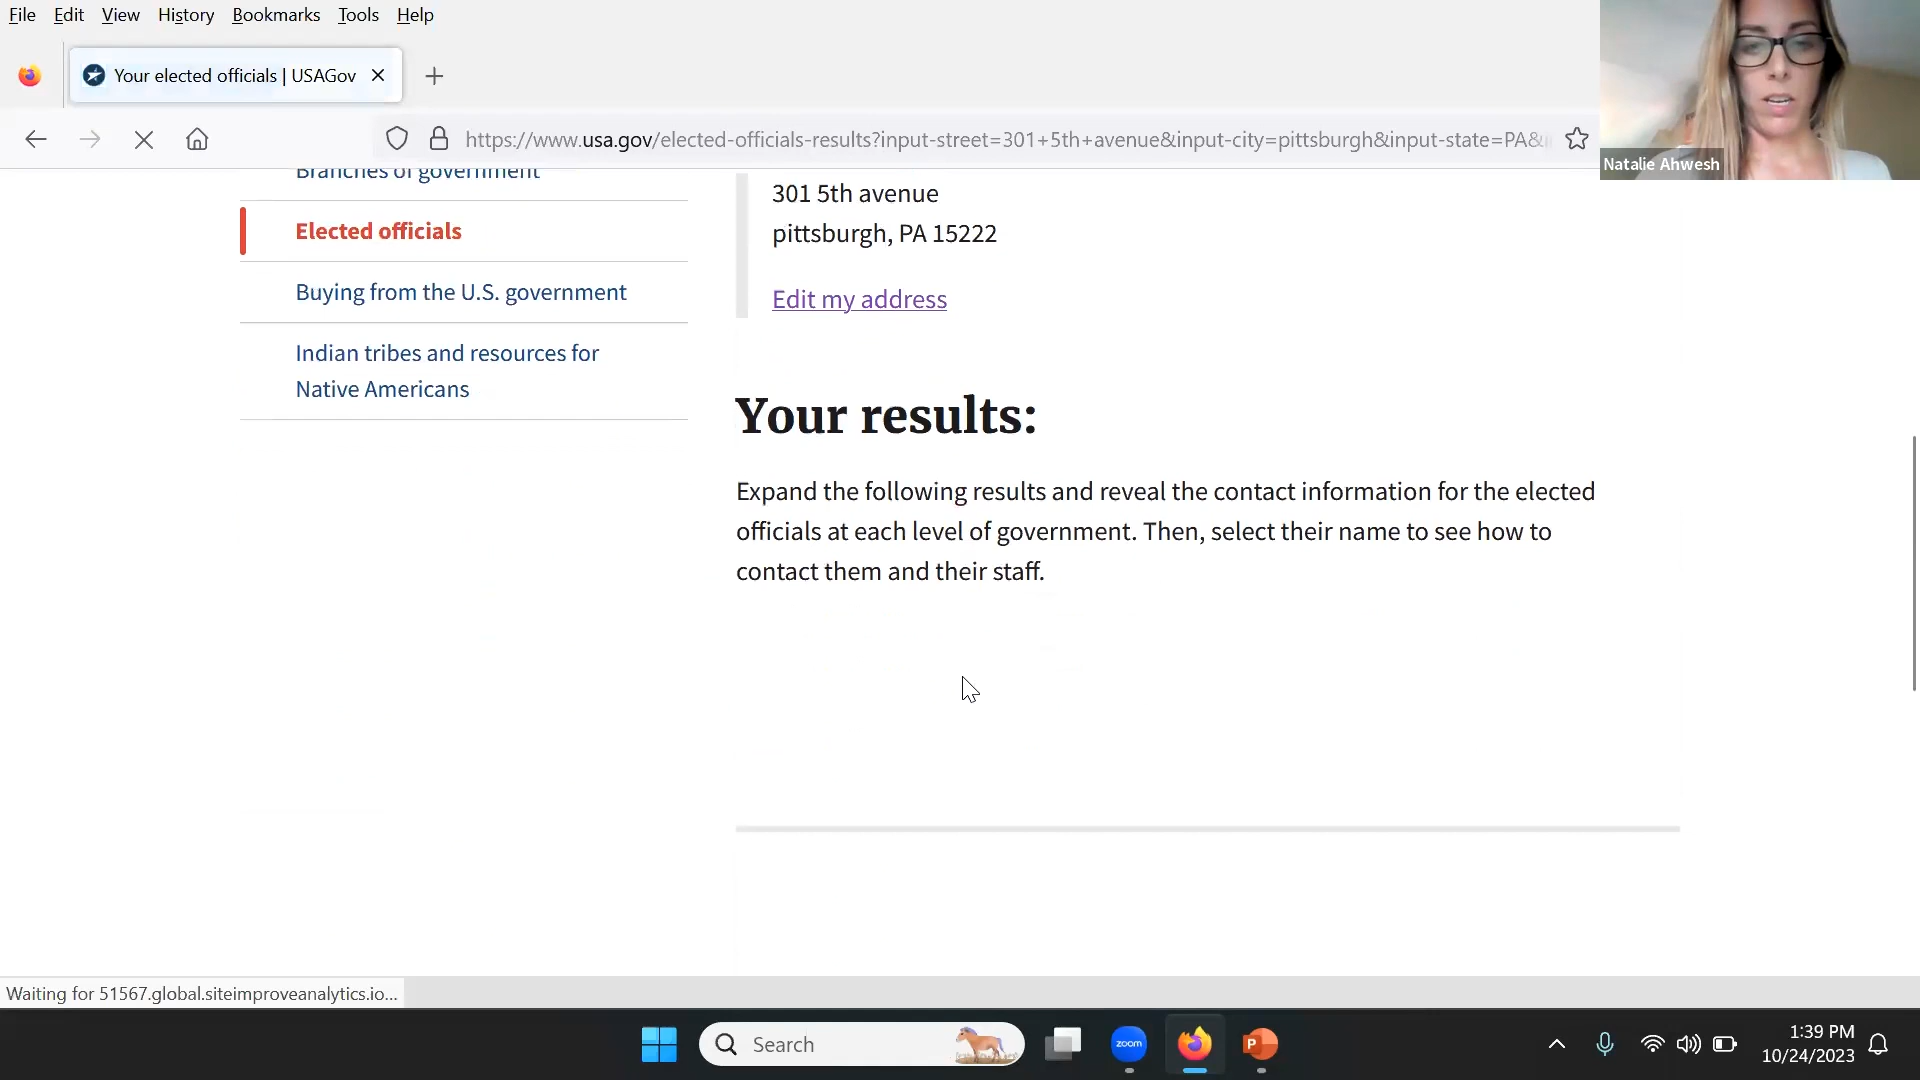 File Edit View History Bookmarks Tools Help
Your elected officials | USAGov
https://www.usa.gov/elected-officials-results?input-street=301+5th+avenue&input-city=pittsburgh&input-state=PA&
Natalie Ahwesh
Branches of government
Elected officials
Buying from the U.S. government
Indian tribes and resources for
Native Americans
301 5th avenue
pittsburgh, PA 15222
Edit my address
Your results:
Expand the following results and reveal the contact information for the elected
officials at each level of government. Then, select their name to see how to
contact them and their staff.
Waiting for 51567.global.siteimproveanalytics.io...
Search
zoom
P
1:39 PM
10/24/2023